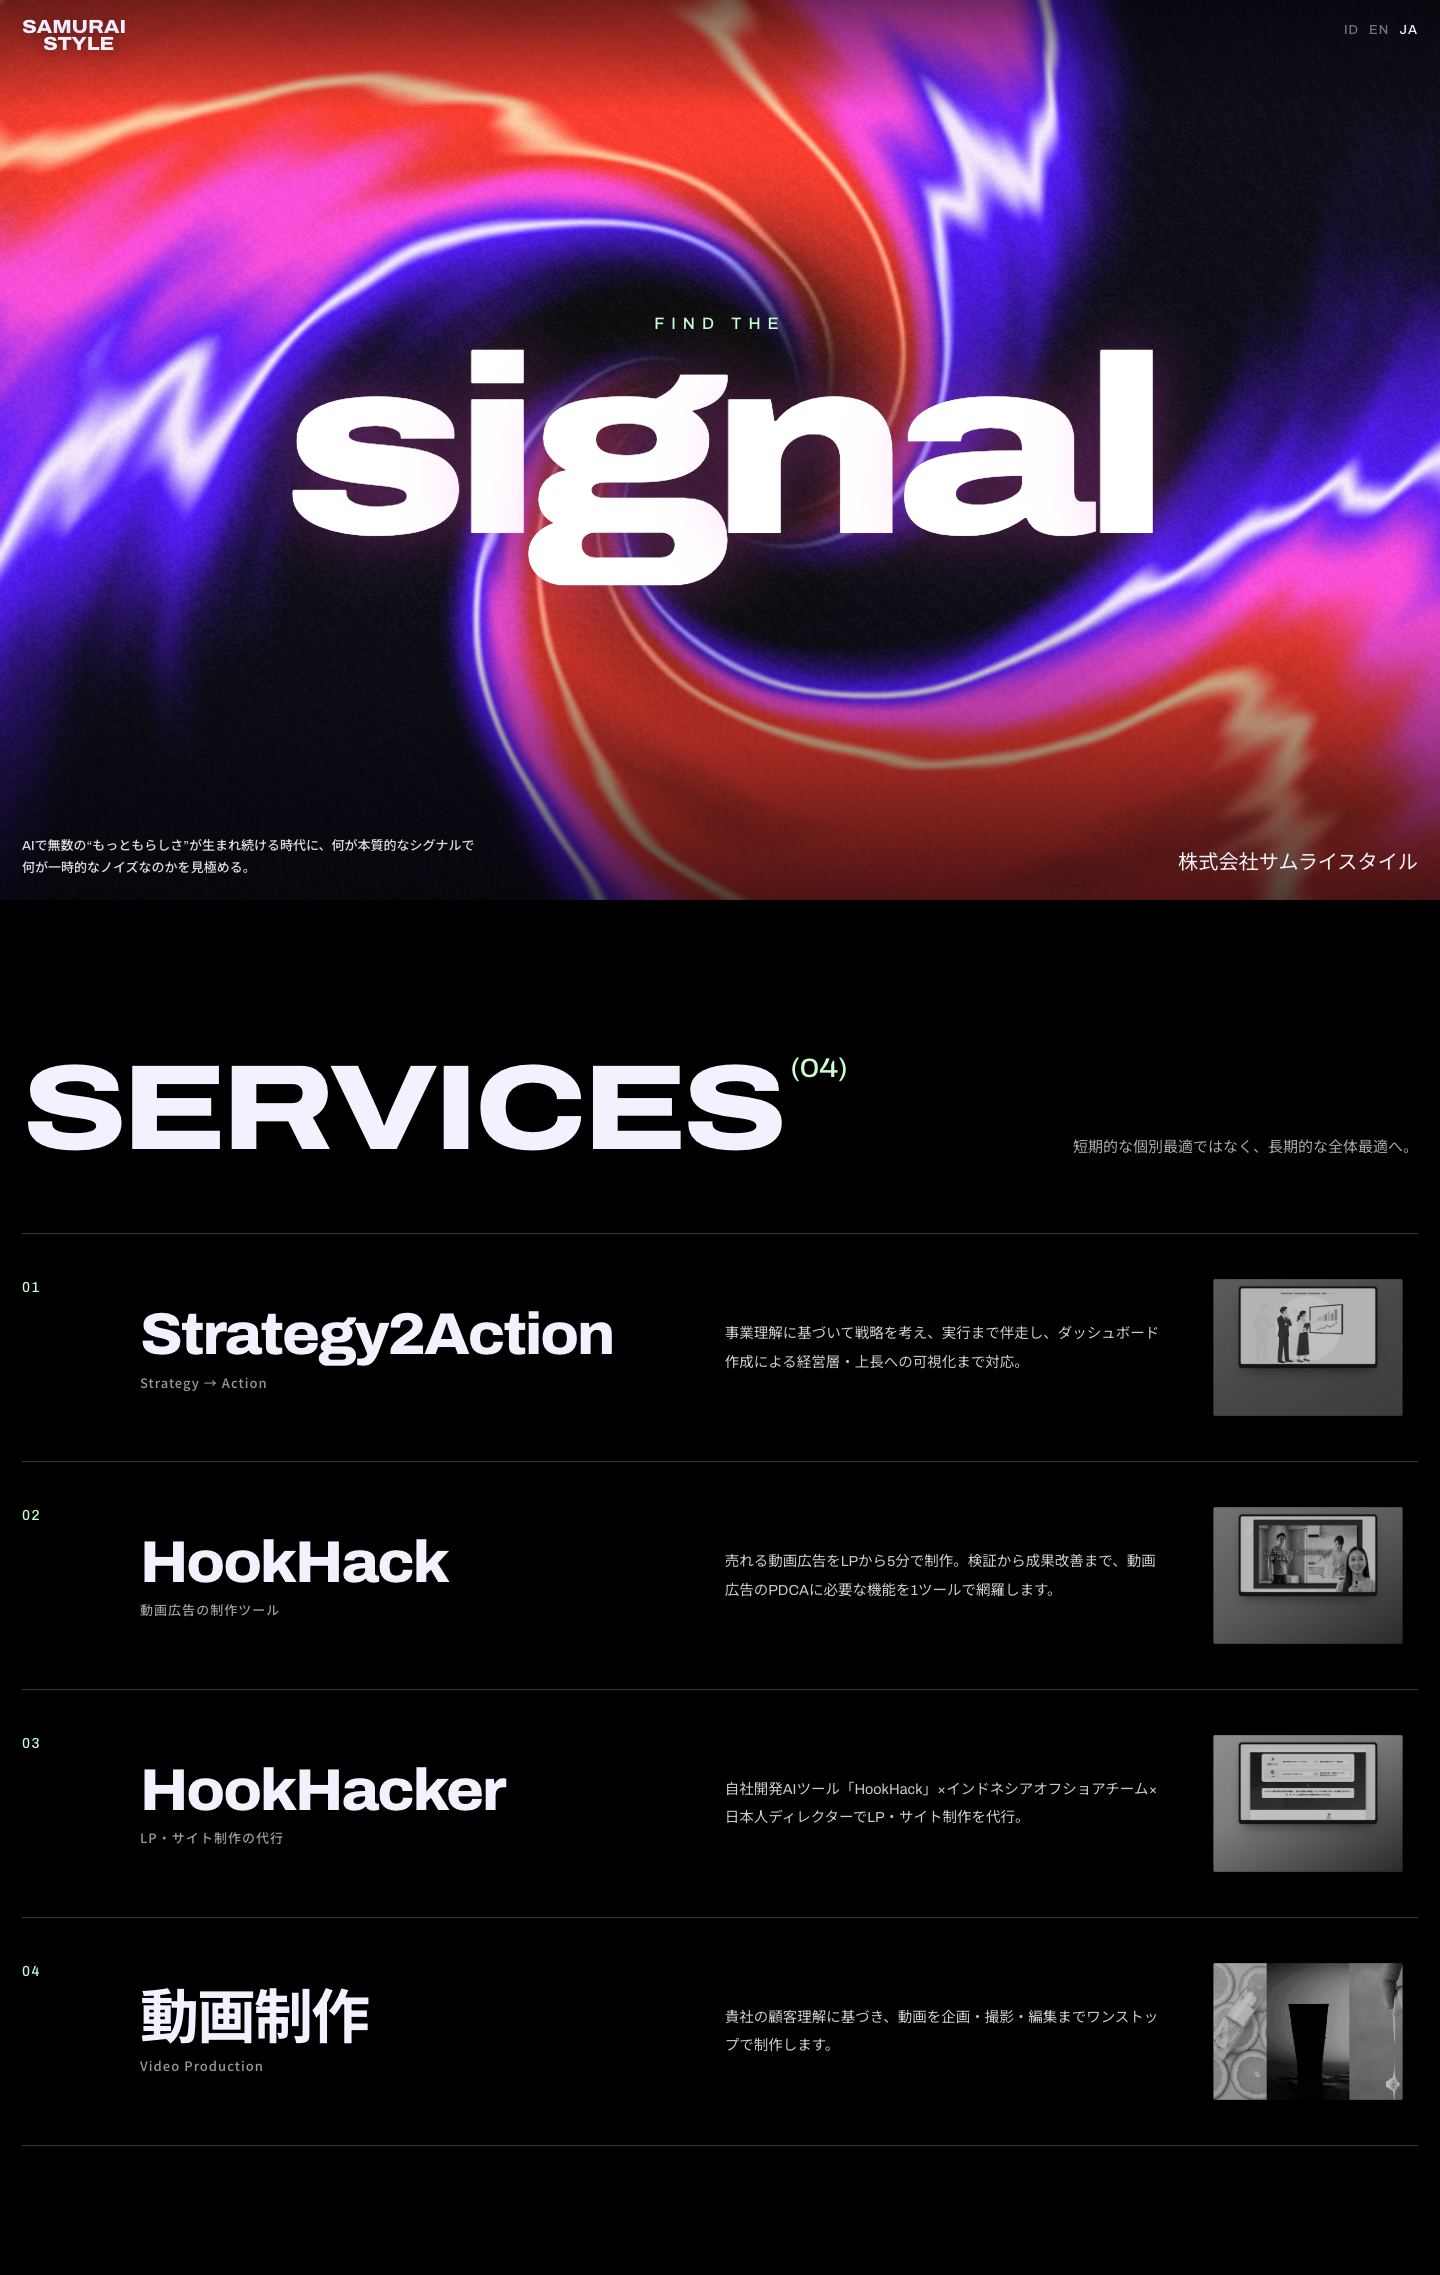 SAMURAI
STYLE
ID EN JA
FIND THE
signal
AIで無数の“もっともらしさ”が生まれ続ける時代に、何が本質的なシグナルで
何が一時的なノイズなのかを見極める。
株式会社サムライスタイル
SERVICES (04)
短期的な個別最適ではなく、長期的な全体最適へ。
01
Strategy2Action
Strategy → Action
事業理解に基づいて戦略を考え、実行まで伴走し、ダッシュボード
作成による経営層・上長への可視化まで対応。
02
HookHack
動画広告の制作ツール
売れる動画広告をLPから5分で制作。検証から成果改善まで、動画
広告のPDCAに必要な機能を1ツールで網羅します。
03
HookHacker
LP・サイト制作の代行
自社開発AIツール「HookHack」×インドネシアオフショアチーム×
日本人ディレクターでLP・サイト制作を代行。
04
動画制作
Video Production
貴社の顧客理解に基づき、動画を企画・撮影・編集までワンストッ
プで制作します。